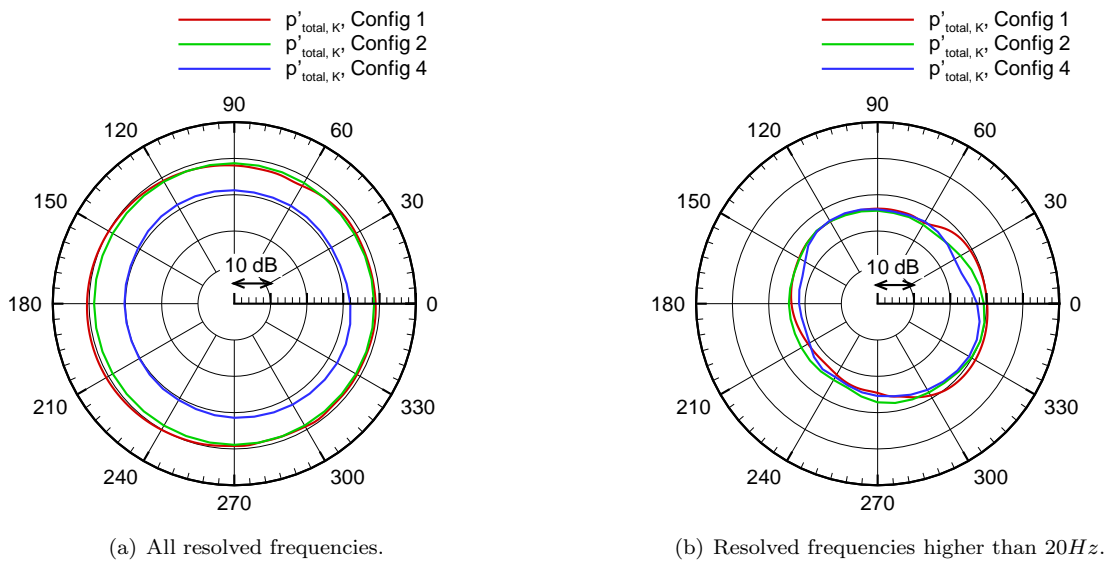 p'total, K, Config 1
p'total, K, Config 2
p'total, K, Config 4
90
120
60
150
30
10 dB
180
0
210
330
240
300
270
(a) All resolved frequencies.
p'total, K, Config 1
p'total, K, Config 2
p'total, K, Config 4
90
120
60
150
30
10 dB
180
0
210
330
240
300
270
(b) Resolved frequencies higher than 20Hz.